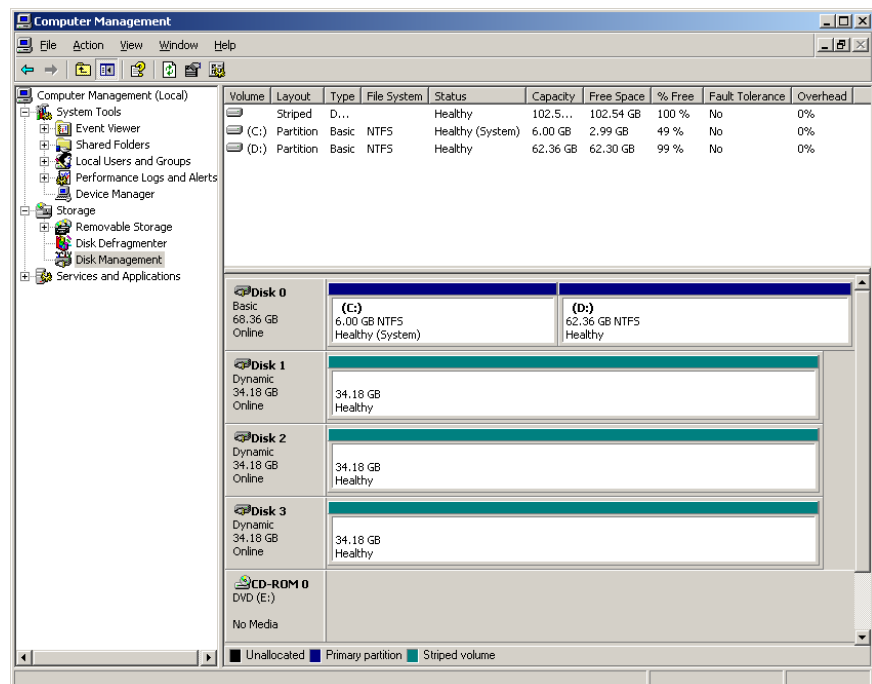 Computer Management
File Action View Window Help
Computer Management (Local)
System Tools
Event Viewer
Shared Folders
Local Users and Groups
Performance Logs and Alerts
Device Manager
Storage
Removable Storage
Disk Defragmenter
Disk Management
Services and Applications
Volume Layout Type File System Status Capacity Free Space % Free Fault Tolerance Overhead
Striped D... Healthy 102.5... 102.54 GB 100 % No 0%
(C:) Partition Basic NTFS Healthy (System) 6.00 GB 2.99 GB 49 % No 0%
(D:) Partition Basic NTFS Healthy 62.36 GB 62.30 GB 99 % No 0%
Disk 0
Basic
68.36 GB
Online
(C:)
6.00 GB NTFS
Healthy (System)
(D:)
62.36 GB NTFS
Healthy
Disk 1
Dynamic
34.18 GB
Online
34.18 GB
Healthy
Disk 2
Dynamic
34.18 GB
Online
34.18 GB
Healthy
Disk 3
Dynamic
34.18 GB
Online
34.18 GB
Healthy
CD-ROM 0
DVD (E:)
No Media
Unallocated Primary partition Striped volume